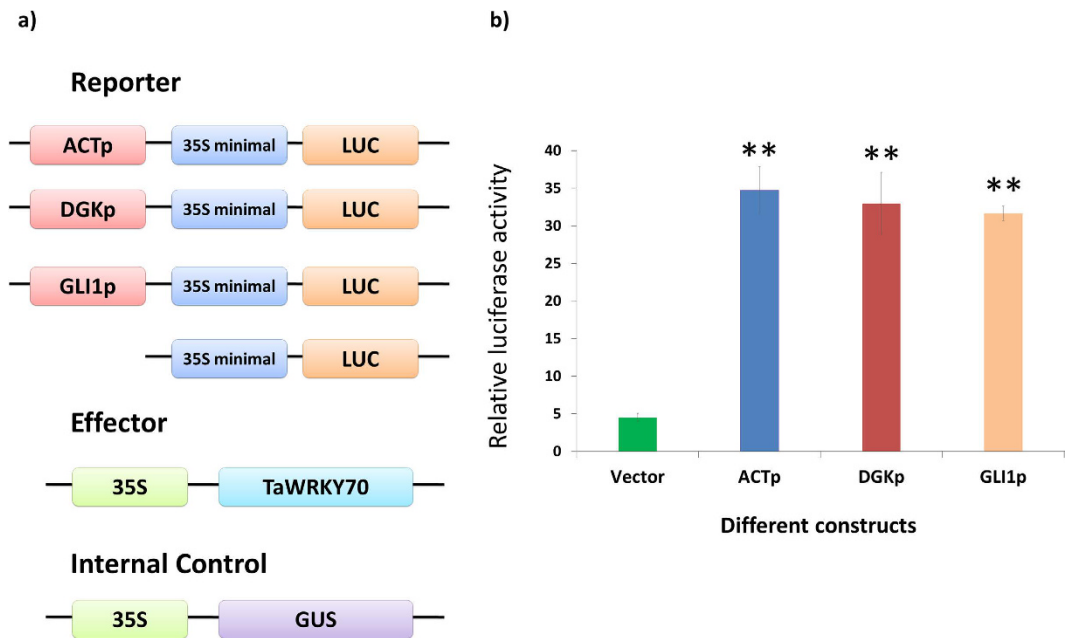 a)
Reporter
ACTp 35S minimal LUC
DGKp 35S minimal LUC
GLI1p 35S minimal LUC
35S minimal LUC
Effector
35S TaWRKY70
Internal Control
35S GUS
b)
Relative luciferase activity
40
35
30
25
20
15
10
5
0
** ** **
Vector ACTp DGKp GLI1p
Different constructs